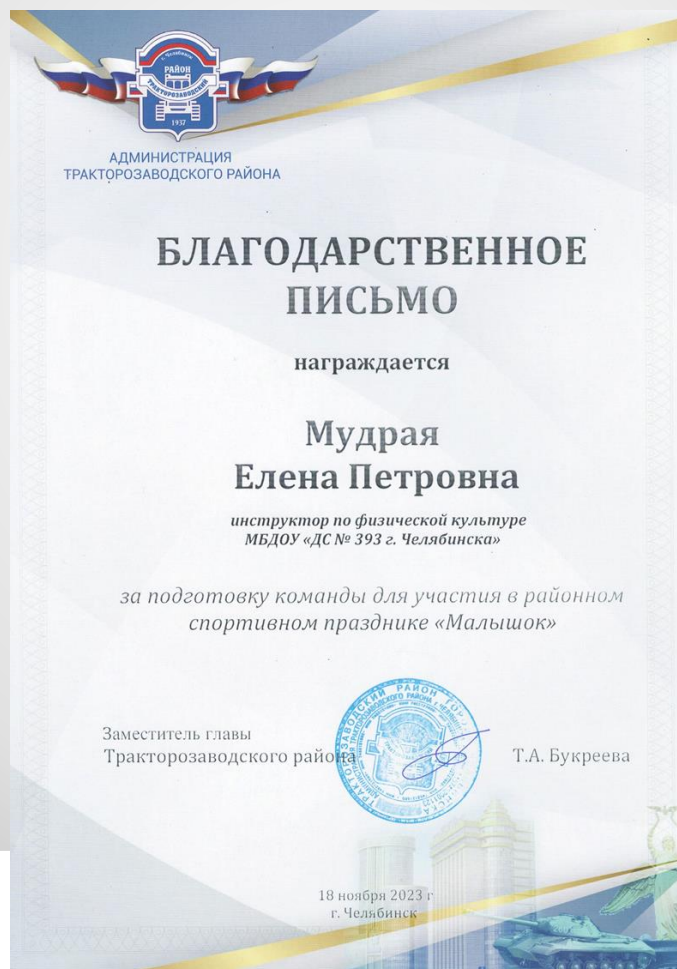 г. Челябинск
РАЙОН
ТРАКТОРОЗАВОДСКИЙ
1937
АДМИНИСТРАЦИЯ
ТРАКТОРОЗАВОДСКОГО РАЙОНА
БЛАГОДАРСТВЕННОЕ
ПИСЬМО
награждается
Мудрая
Елена Петровна
инструктор по физической культуре
МБДОУ «ДС № 393 г. Челябинска»
за подготовку команды для участия в районном
спортивном празднике «Малышок»
Заместитель главы
Тракторозаводского района
Т.А. Букреева
18 ноября 2023 г
г. Челябинск